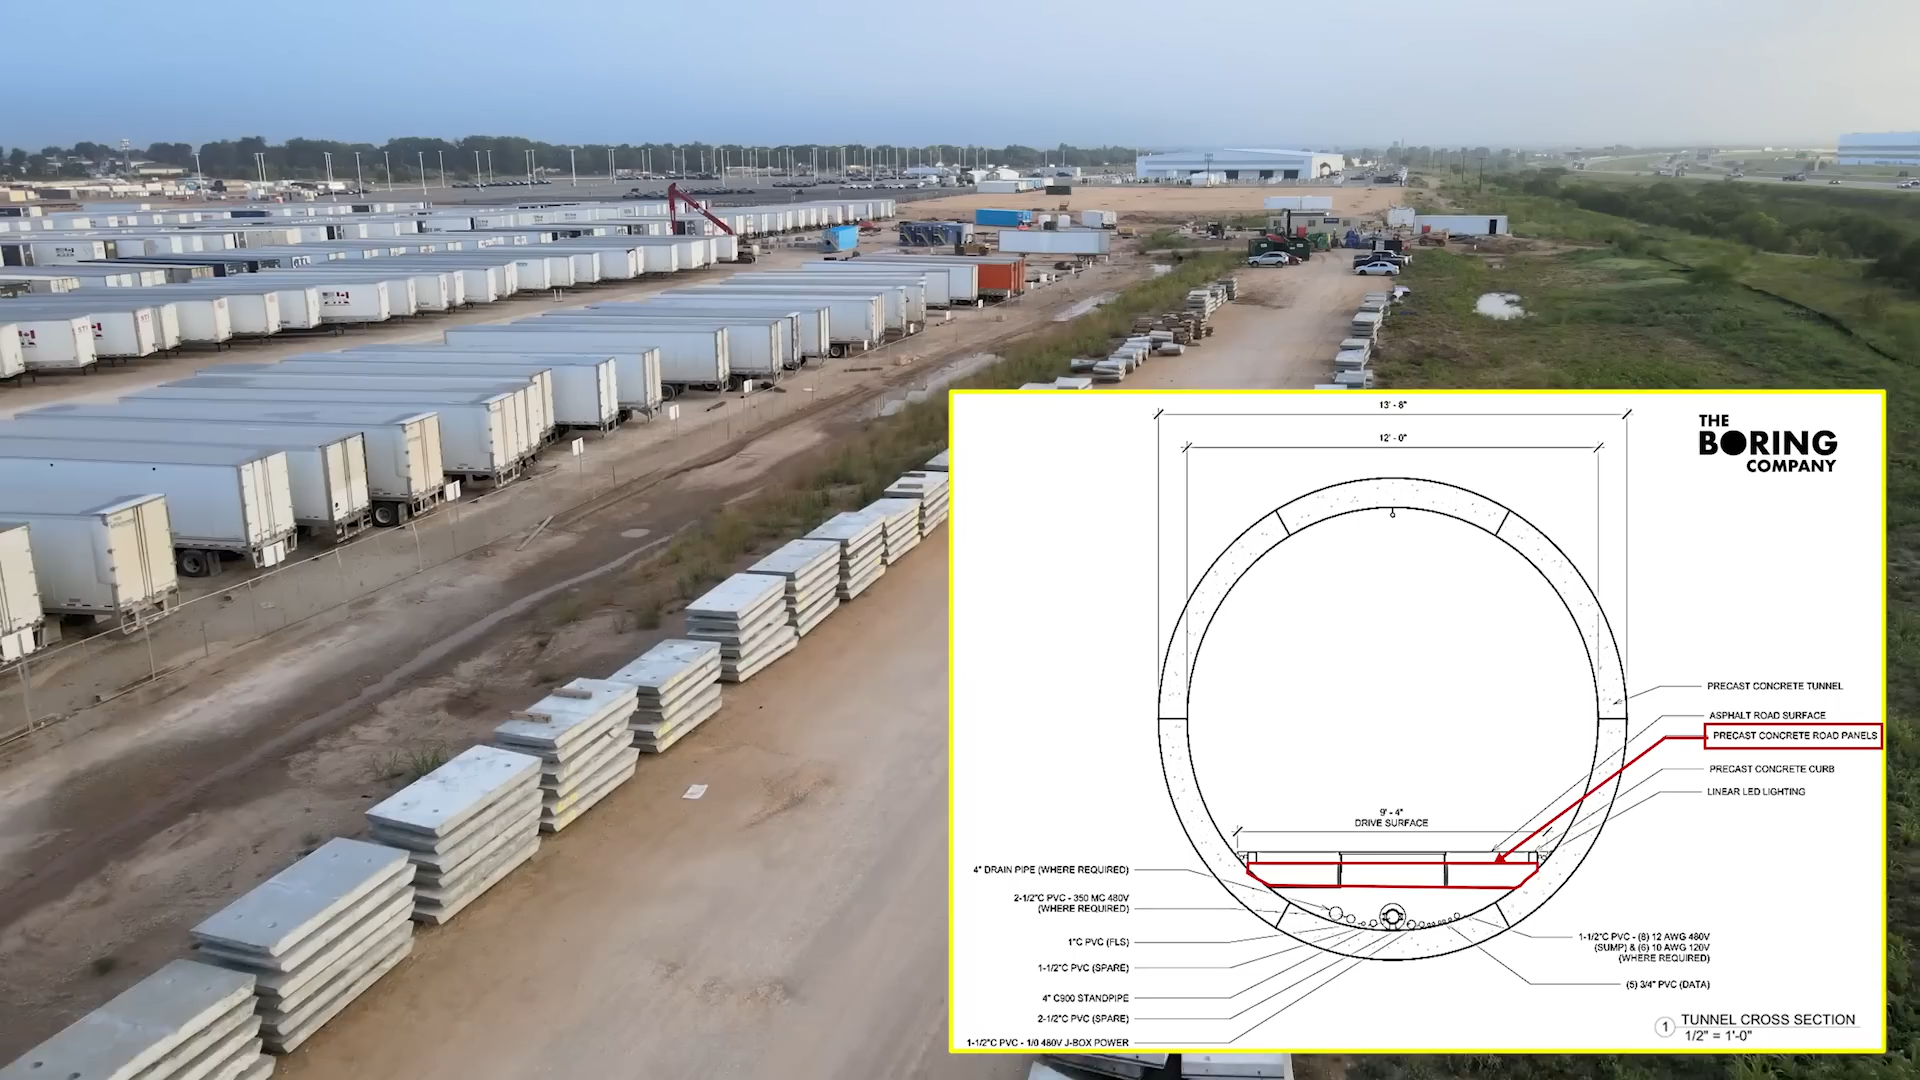 13' - 8"
12' - 0"
THE
BORING
COMPANY
PRECAST CONCRETE TUNNEL
ASPHALT ROAD SURFACE
PRECAST CONCRETE ROAD PANELS
PRECAST CONCRETE CURB
LINEAR LED LIGHTING
9' - 4"
DRIVE SURFACE
4" DRAIN PIPE (WHERE REQUIRED)
2-1/2"C PVC - 350 MC 480V
(WHERE REQUIRED)
1"C PVC (FLS)
1-1/2"C PVC (SPARE)
4" C900 STANDPIPE
2-1/2"C PVC (SPARE)
1-1/2"C PVC - 1/0 480V J-BOX POWER
1-1/2"C PVC - (8) 12 AWG 480V
(SUMP) & (6) 10 AWG 120V
(WHERE REQUIRED)
(5) 3/4" PVC (DATA)
1 TUNNEL CROSS SECTION
1/2" = 1'-0"